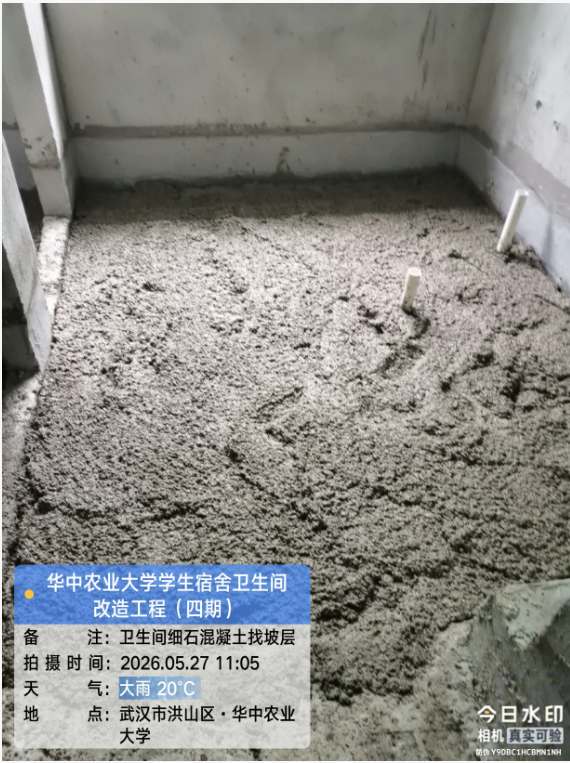 华中农业大学学生宿舍卫生间
改造工程（四期）
备注：卫生间细石混凝土找坡层
拍摄时间：2026.05.27 11:05
天气：大雨 20℃
地点：武汉市洪山区·华中农业
大学
今日水印
相机 真实可验
防伪 Y9DBC1HCBMN1NH